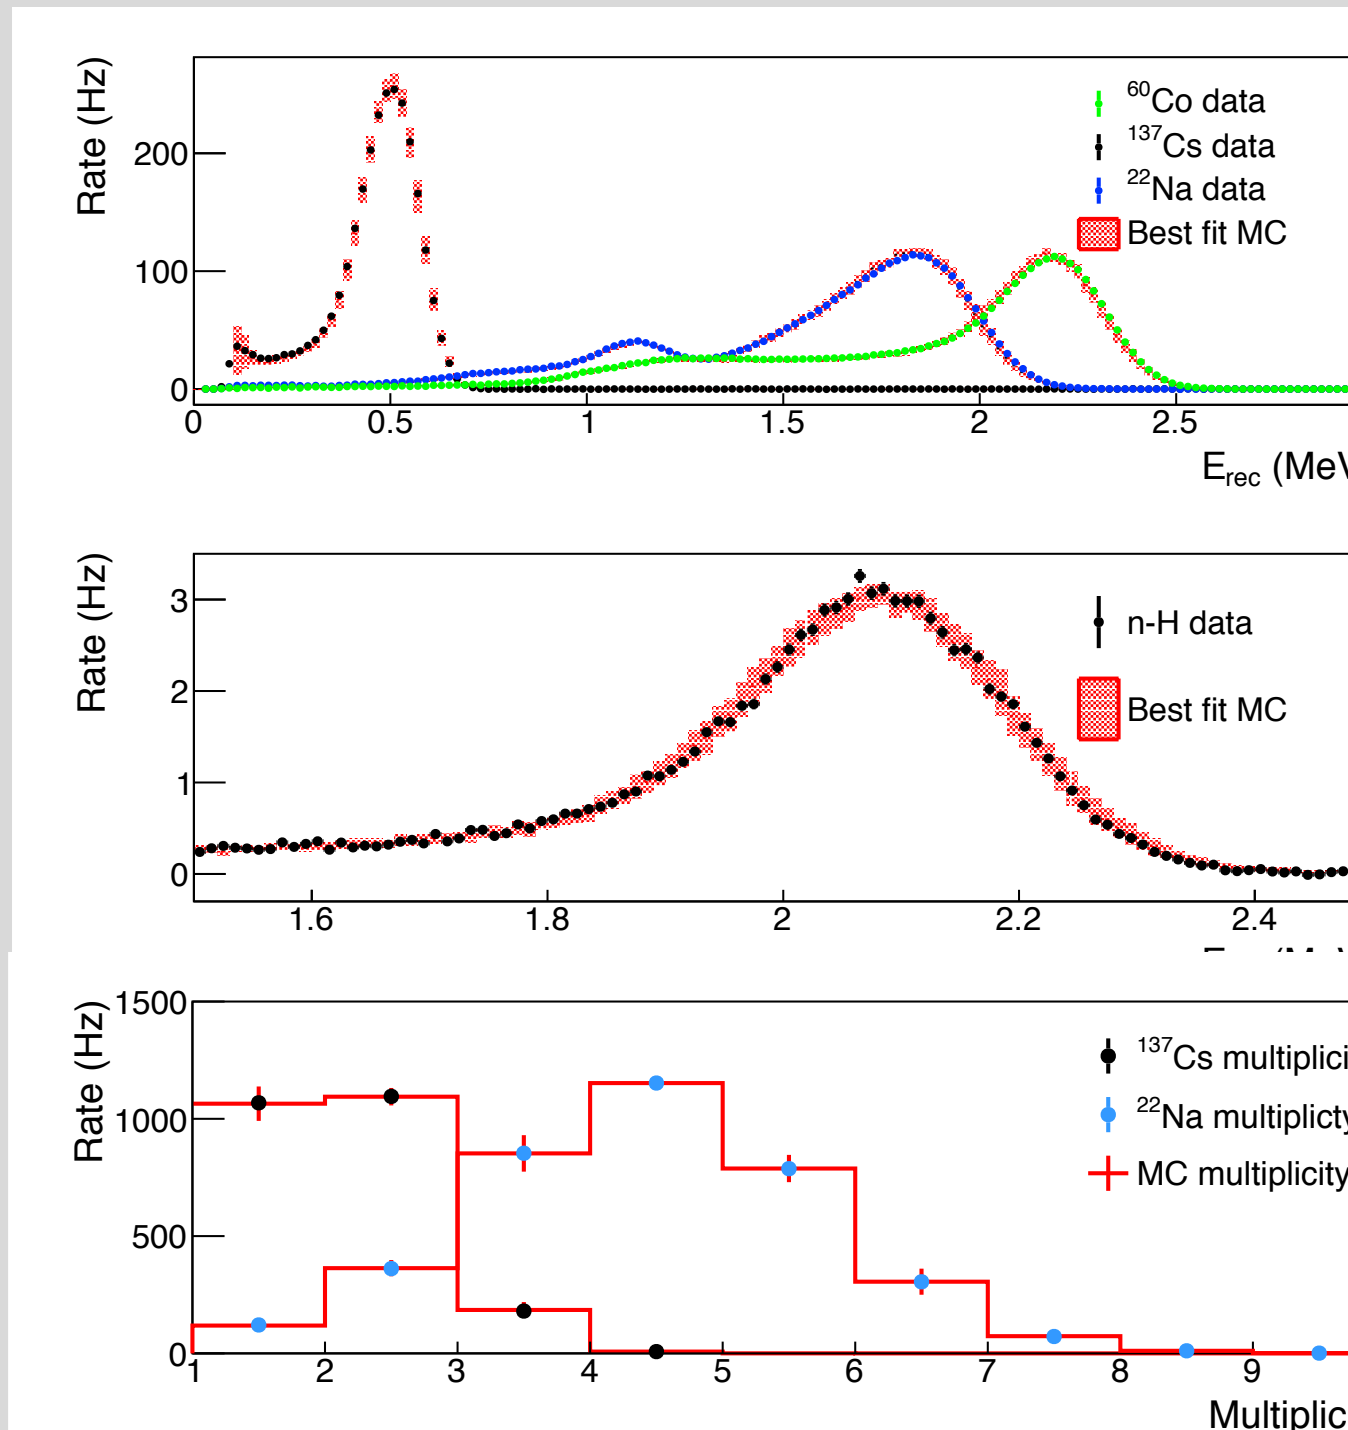 Rate (Hz)
200
100
0
60Co data
137Cs data
22Na data
Best fit MC
0 0.5 1 1.5 2 2.5
Erec (MeV
Rate (Hz)
3
2
1
0
n-H data
Best fit MC
1.6 1.8 2 2.2 2.4
Rate (Hz)
1500
1000
500
0
137Cs multiplici
22Na multiplicty
MC multiplicity
1 2 3 4 5 6 7 8 9
Multiplic